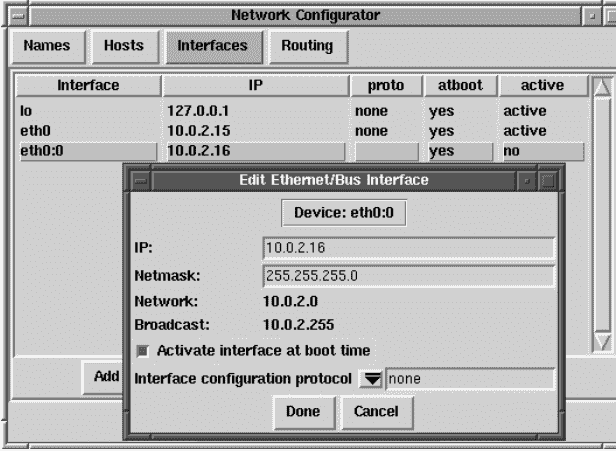 Network Configurator
Names Hosts Interfaces Routing
Interface IP proto atboot active
lo 127.0.0.1 none yes active
eth0 10.0.2.15 none yes active
eth0:0 10.0.2.16 yes no
Edit Ethernet/Bus Interface
Device: eth0:0
IP: 10.0.2.16
Netmask: 255.255.255.0
Network: 10.0.2.0
Broadcast: 10.0.2.255
Activate interface at boot time
Add
Interface configuration protocol none
Done Cancel